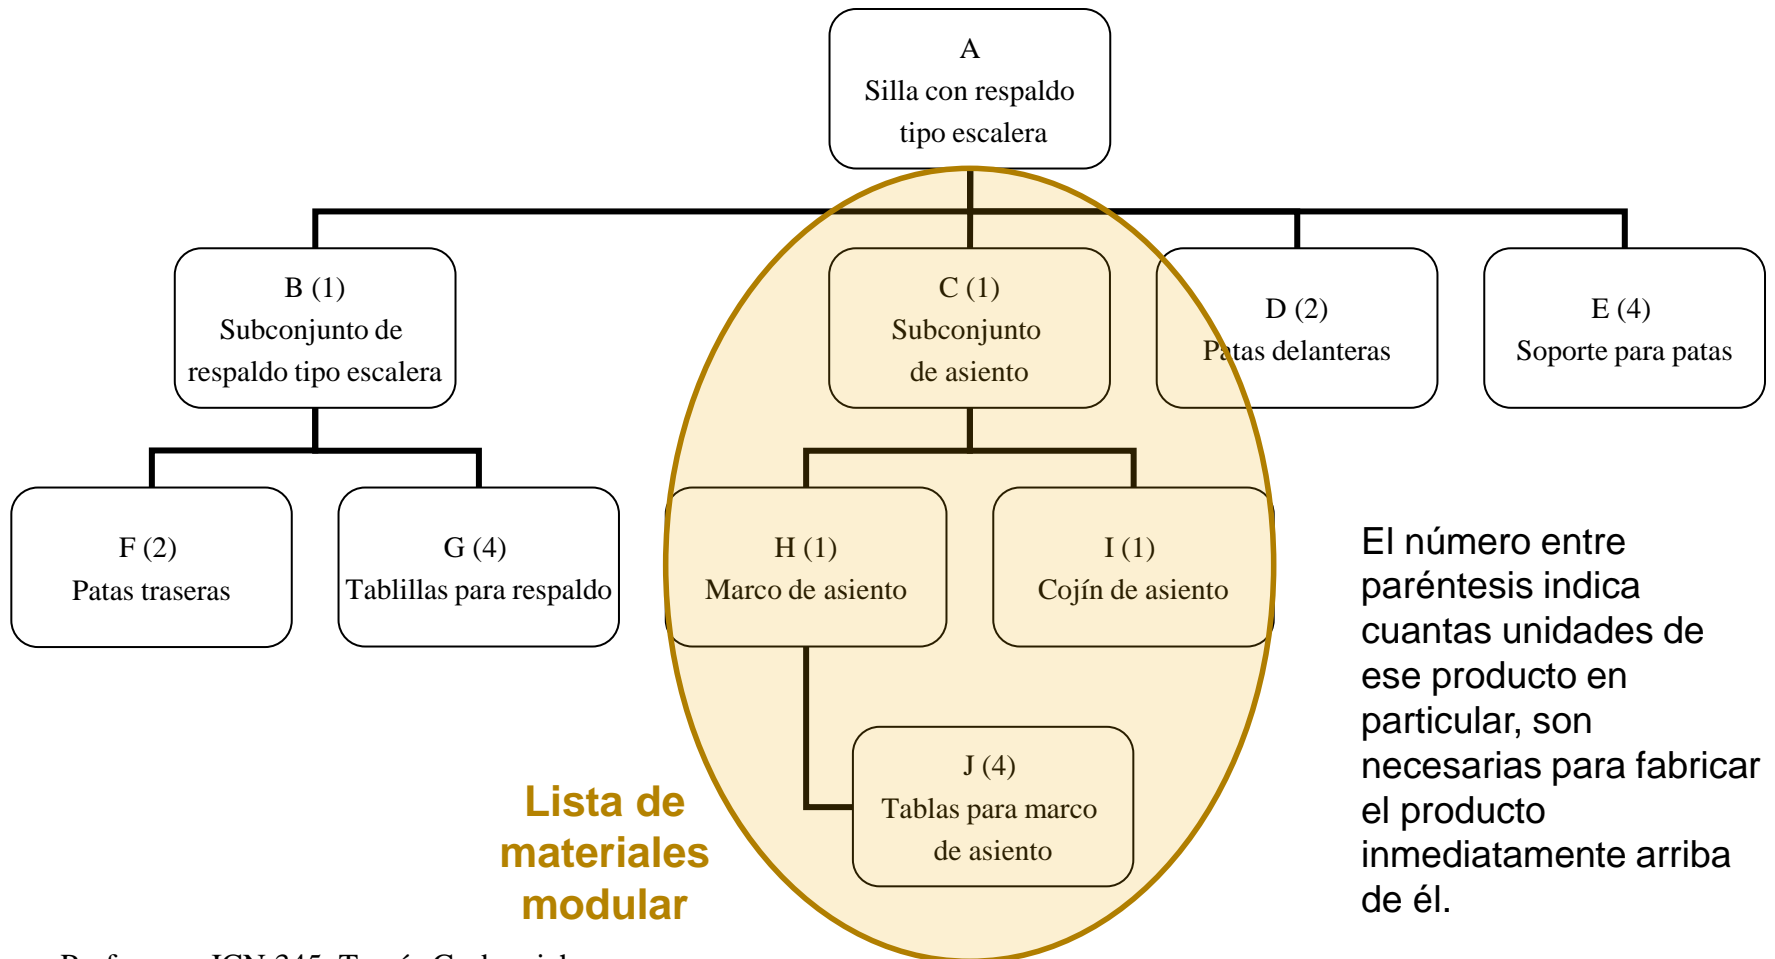 A
Silla con respaldo
tipo escalera
B (1)
Subconjunto de
respaldo tipo escalera
C (1)
Subconjunto
de asiento
D (2)
Patas delanteras
E (4)
Soporte para patas
F (2)
Patas traseras
G (4)
Tablillas para respaldo
H (1)
Marco de asiento
I (1)
Cojín de asiento
J (4)
Tablas para marco
de asiento
Lista de
materiales
modular
El número entre
paréntesis indica
cuantas unidades de
ese producto en
particular, son
necesarias para fabricar
el producto
inmediatamente arriba
de él.